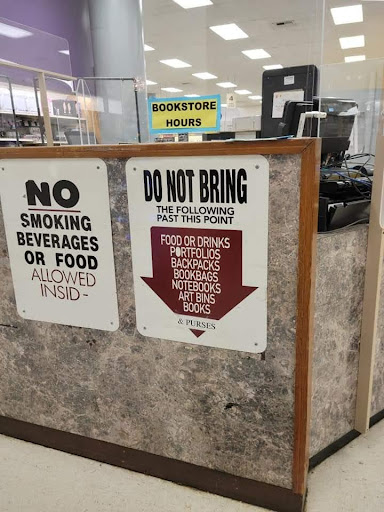 BOOKSTORE
HOURS
NO
SMOKING
BEVERAGES
OR FOOD
ALLOWED
INSID-
DO NOT BRING
THE FOLLOWING
PAST THIS POINT
FOOD OR DRINKS
PORTFOLIOS
BACKPACKS
BOOKBAGS
NOTEBOOKS
ART BINS
BOOKS
& PURSES